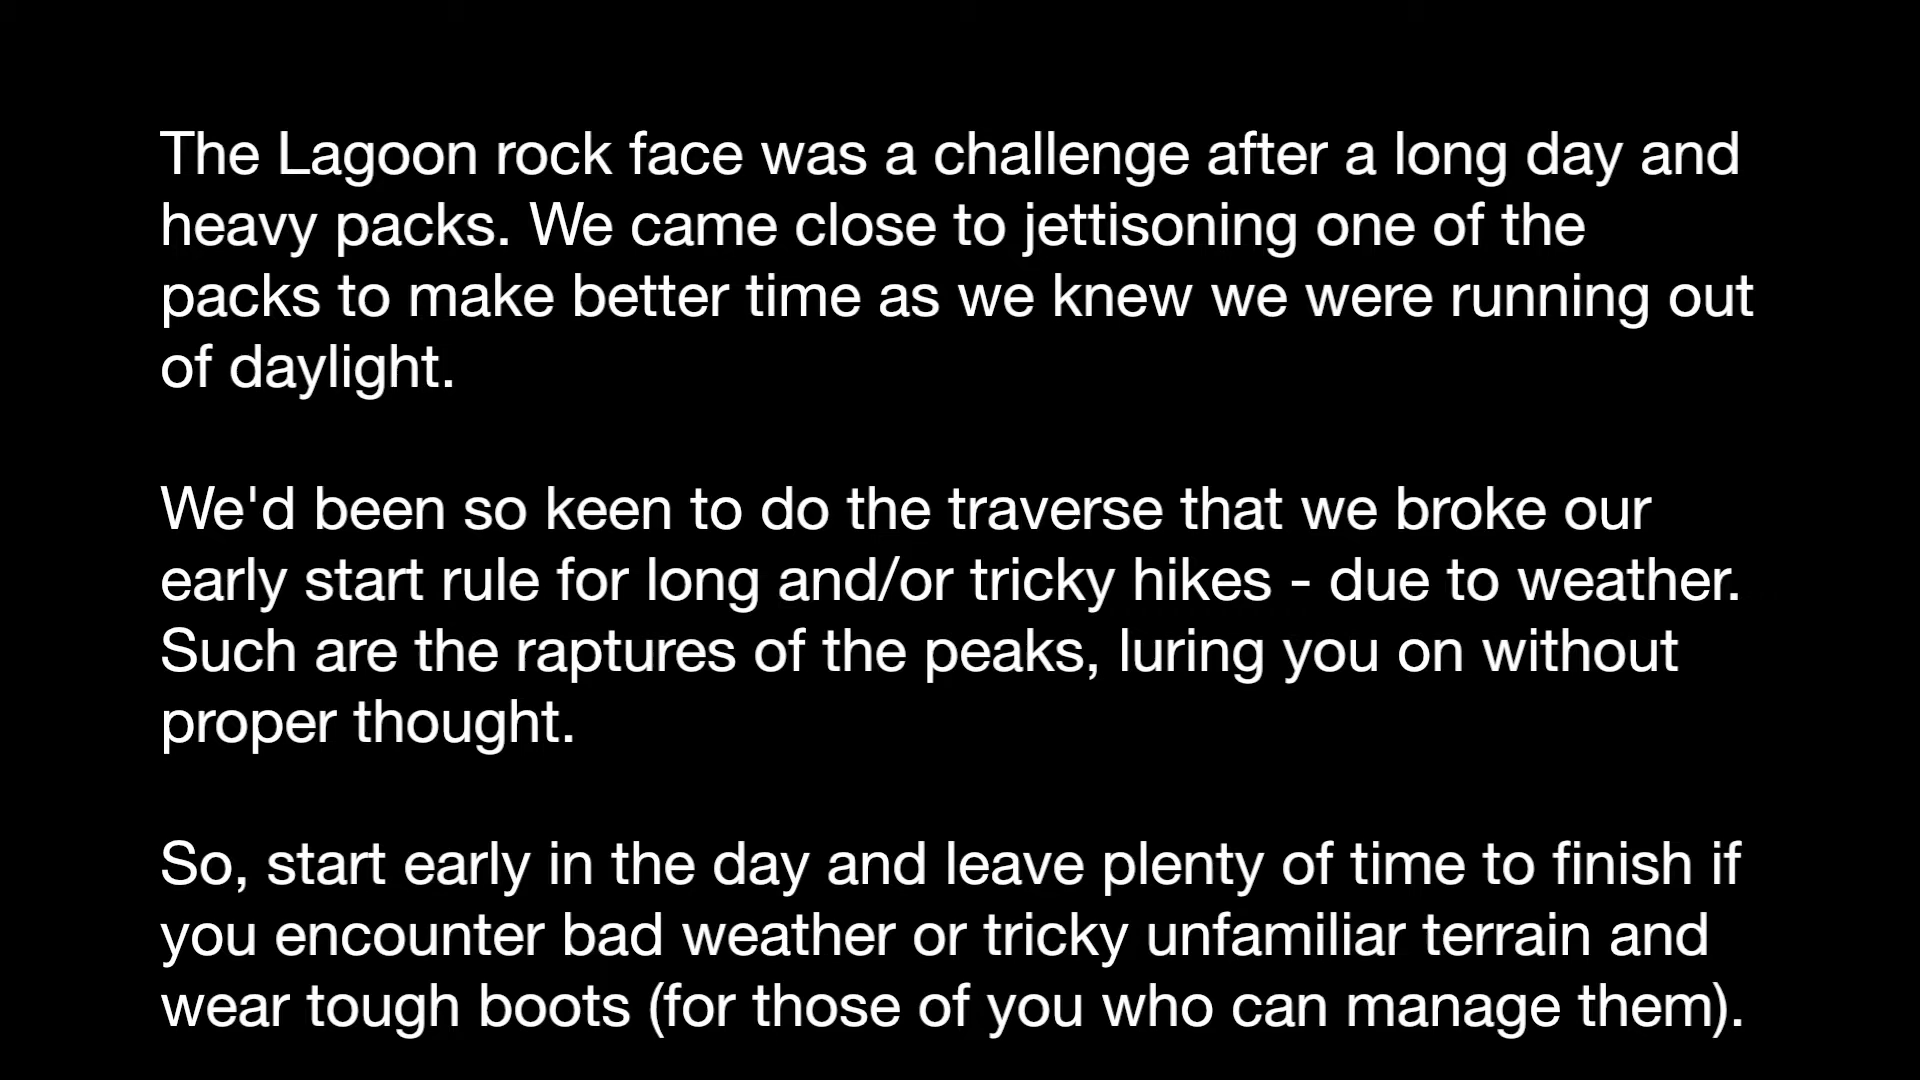 The Lagoon rock face was a challenge after a long day and
heavy packs. We came close to jettisoning one of the
packs to make better time as we knew we were running out
of daylight.
We'd been so keen to do the traverse that we broke our
early start rule for long and/or tricky hikes - due to weather.
Such are the raptures of the peaks, luring you on without
proper thought.
So, start early in the day and leave plenty of time to finish if
you encounter bad weather or tricky unfamiliar terrain and
wear tough boots (for those of you who can manage them).